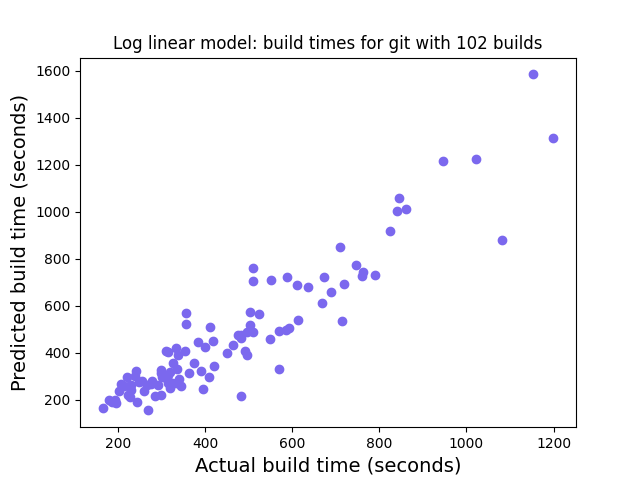 Log linear model: build times for git with 102 builds
Predicted build time (seconds)
1600
1400
1200
1000
800
600
400
200
200 400 600 800 1000 1200
Actual build time (seconds)